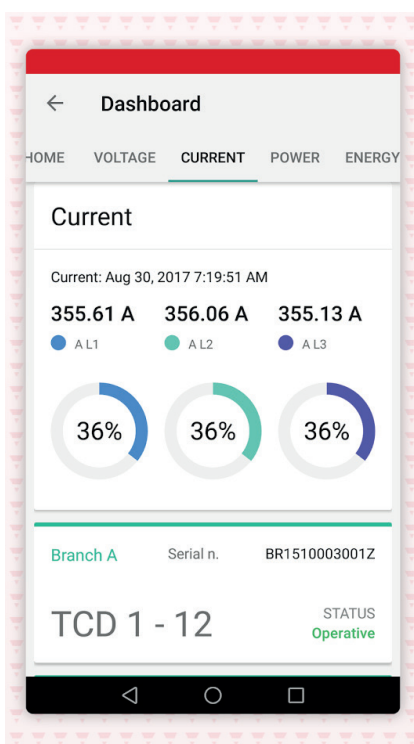 Dashboard
HOME VOLTAGE CURRENT POWER ENERGY
Current
Current: Aug 30, 2017 7:19:51 AM
355.61 A 356.06 A 355.13 A
A L1 A L2 A L3
36% 36% 36%
Branch A Serial n. BR1510003001Z
TCD 1 - 12
STATUS
Operative